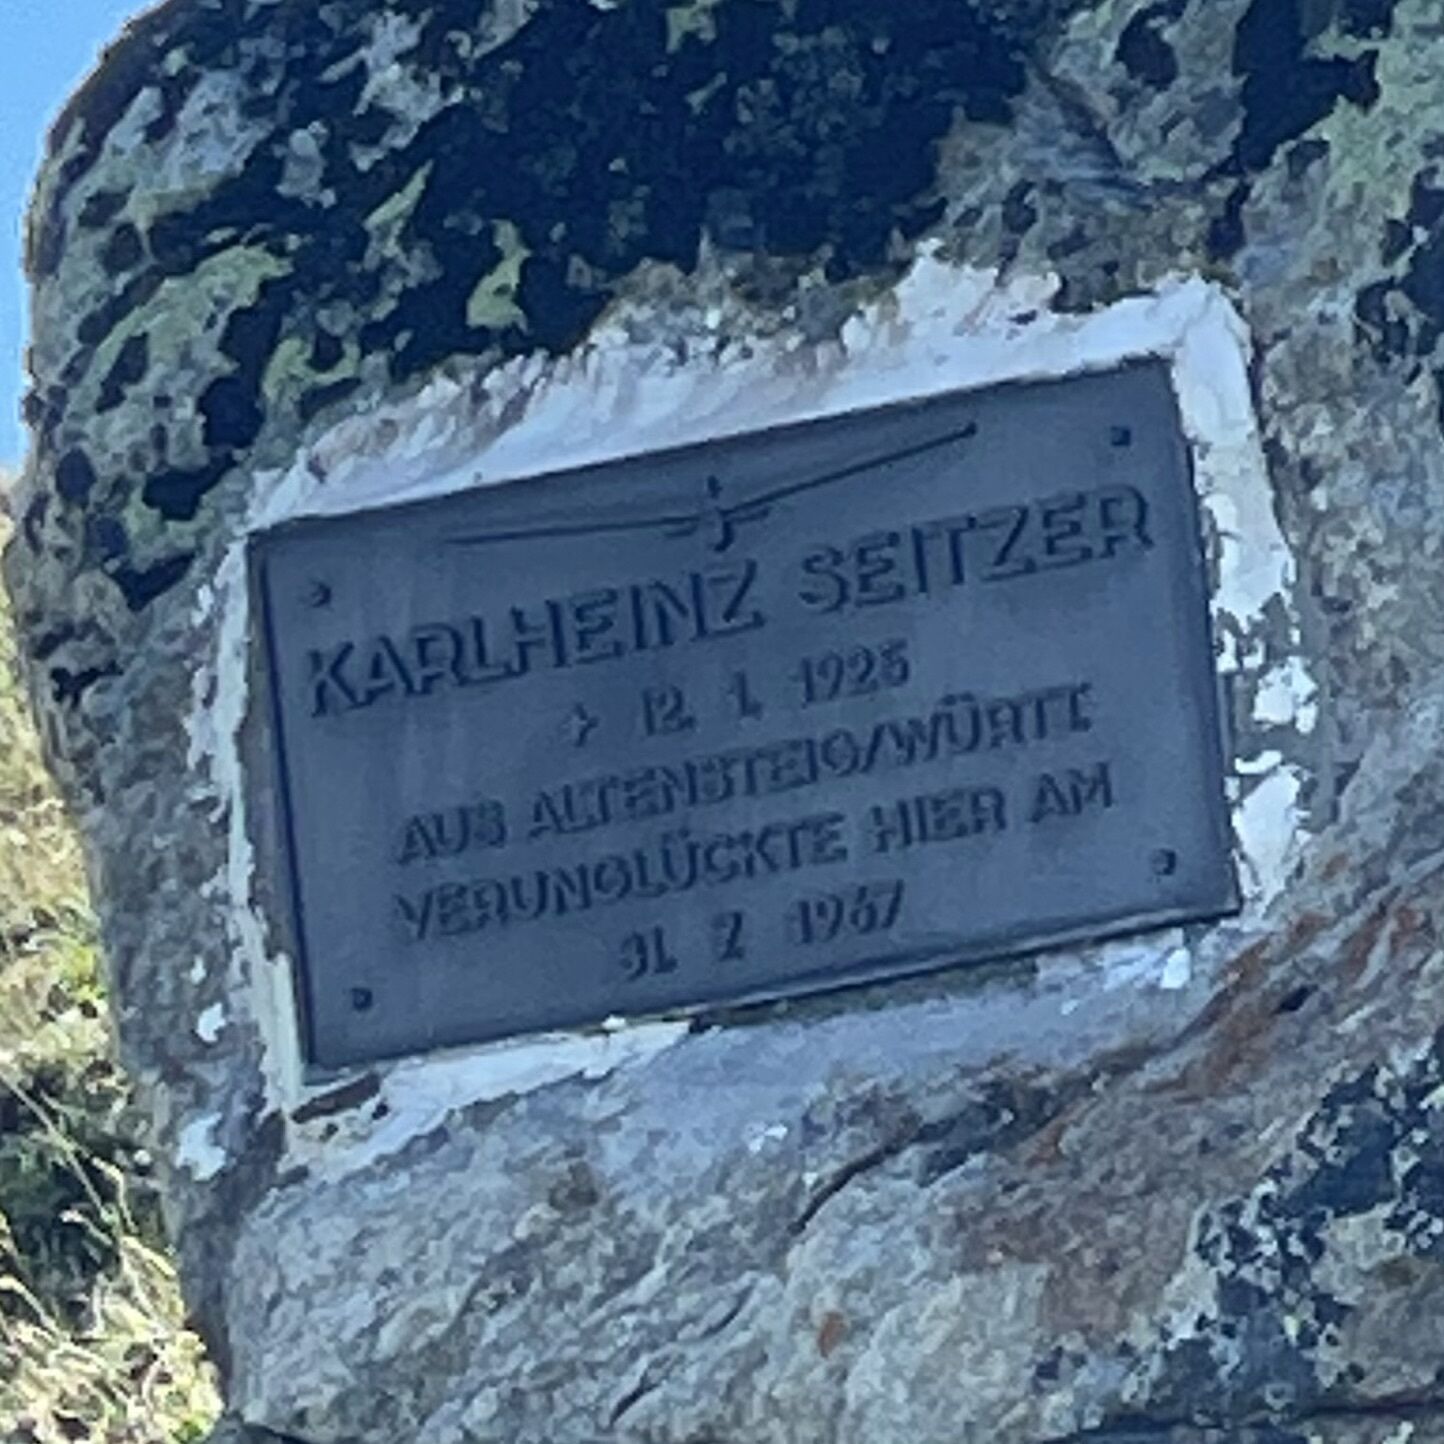 KARLHEINZ SEITZER
* 12. 1. 1925
AUS ALTENSTEIG/WÜRTT.
VERUNGLÜCKTE HIER AM
31. 7. 1967